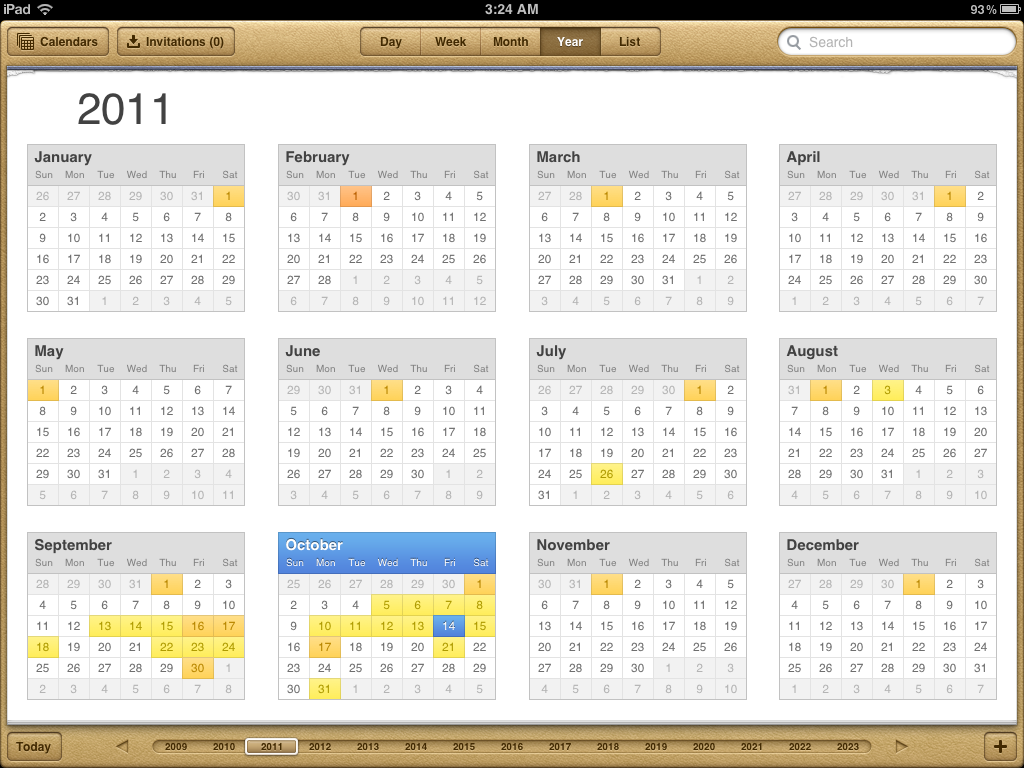 iPad 3:24 AM 93%
Calendars Invitations (0) Day Week Month Year List Search
2011
January
Sun Mon Tue Wed Thu Fri Sat
26 27 28 29 30 31 1
2 3 4 5 6 7 8
9 10 11 12 13 14 15
16 17 18 19 20 21 22
23 24 25 26 27 28 29
30 31 1 2 3 4 5
February
Sun Mon Tue Wed Thu Fri Sat
30 31 1 2 3 4 5
6 7 8 9 10 11 12
13 14 15 16 17 18 19
20 21 22 23 24 25 26
27 28 1 2 3 4 5
6 7 8 9 10 11 12
March
Sun Mon Tue Wed Thu Fri Sat
27 28 1 2 3 4 5
6 7 8 9 10 11 12
13 14 15 16 17 18 19
20 21 22 23 24 25 26
27 28 29 30 31 1 2
3 4 5 6 7 8 9
April
Sun Mon Tue Wed Thu Fri Sat
27 28 29 30 31 1 2
3 4 5 6 7 8 9
10 11 12 13 14 15 16
17 18 19 20 21 22 23
24 25 26 27 28 29 30
1 2 3 4 5 6 7
May
Sun Mon Tue Wed Thu Fri Sat
1 2 3 4 5 6 7
8 9 10 11 12 13 14
15 16 17 18 19 20 21
22 23 24 25 26 27 28
29 30 31 1 2 3 4
5 6 7 8 9 10 11
June
Sun Mon Tue Wed Thu Fri Sat
29 30 31 1 2 3 4
5 6 7 8 9 10 11
12 13 14 15 16 17 18
19 20 21 22 23 24 25
26 27 28 29 30 1 2
3 4 5 6 7 8 9
July
Sun Mon Tue Wed Thu Fri Sat
26 27 28 29 30 1 2
3 4 5 6 7 8 9
10 11 12 13 14 15 16
17 18 19 20 21 22 23
24 25 26 27 28 29 30
31 1 2 3 4 5 6
August
Sun Mon Tue Wed Thu Fri Sat
31 1 2 3 4 5 6
7 8 9 10 11 12 13
14 15 16 17 18 19 20
21 22 23 24 25 26 27
28 29 30 31 1 2 3
4 5 6 7 8 9 10
September
Sun Mon Tue Wed Thu Fri Sat
28 29 30 31 1 2 3
4 5 6 7 8 9 10
11 12 13 14 15 16 17
18 19 20 21 22 23 24
25 26 27 28 29 30 1
2 3 4 5 6 7 8
October
Sun Mon Tue Wed Thu Fri Sat
25 26 27 28 29 30 1
2 3 4 5 6 7 8
9 10 11 12 13 14 15
16 17 18 19 20 21 22
23 24 25 26 27 28 29
30 31 1 2 3 4 5
November
Sun Mon Tue Wed Thu Fri Sat
30 31 1 2 3 4 5
6 7 8 9 10 11 12
13 14 15 16 17 18 19
20 21 22 23 24 25 26
27 28 29 30 1 2 3
4 5 6 7 8 9 10
December
Sun Mon Tue Wed Thu Fri Sat
27 28 29 30 1 2 3
4 5 6 7 8 9 10
11 12 13 14 15 16 17
18 19 20 21 22 23 24
25 26 27 28 29 30 31
1 2 3 4 5 6 7
Today 2009 2010 2011 2012 2013 2014 2015 2016 2017 2018 2019 2020 2021 2022 2023 +